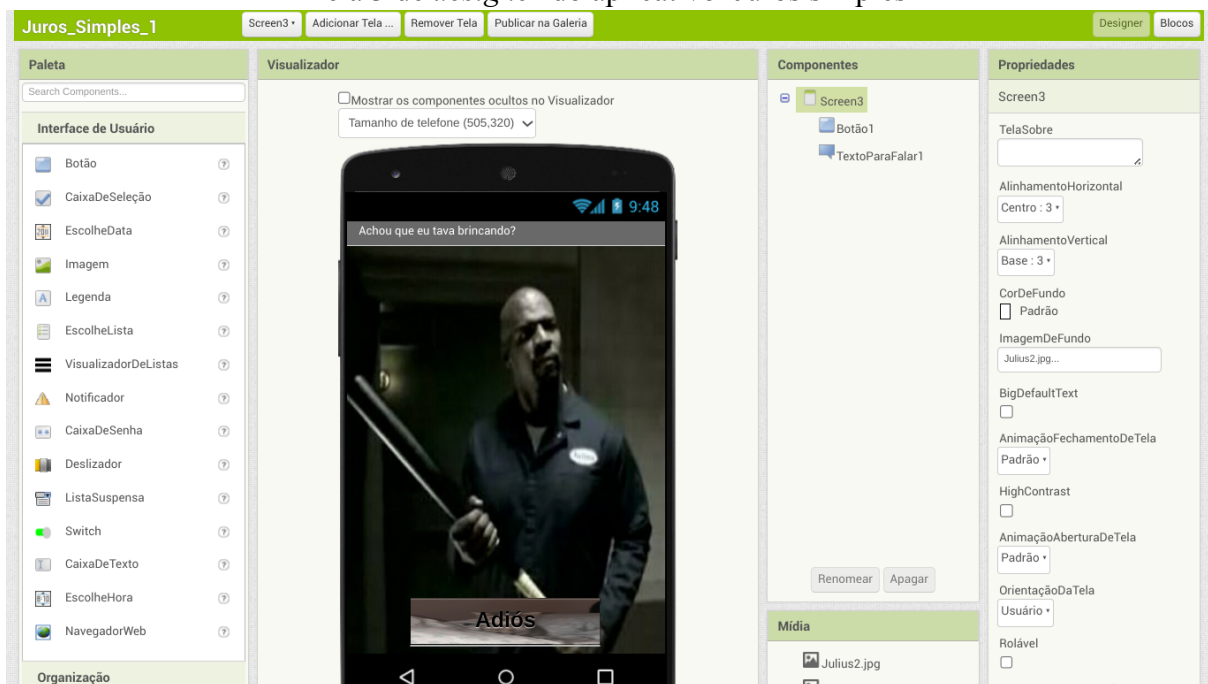 Juros_Simples_1
Screen3
Adicionar Tela ...
Remover Tela
Publicar na Galeria
Designer
Blocos
Paleta
Search Components...
Interface de Usuário
Botão
CaixaDeSeleção
EscolheData
Imagem
Legenda
EscolheLista
VisualizadorDeListas
Notificador
CaixaDeSenha
Deslizador
ListaSuspensa
Switch
CaixaDeTexto
EscolheHora
NavegadorWeb
Organização
Visualizador
Mostrar os componentes ocultos no Visualizador
Tamanho de telefone (505,320)
9:48
Achou que eu tava brincando?
Adiós
Componentes
Screen3
Botão1
TextoParaFalar1
Renomear
Apagar
Mídia
Julius2.jpg
Propriedades
Screen3
TelaSobre
AlinhamentoHorizontal
Centro : 3
AlinhamentoVertical
Base : 3
CorDeFundo
Padrão
ImagemDeFundo
Julius2.jpg...
BigDefaultText
AnimaçãoFechamentoDeTela
Padrão
HighContrast
AnimaçãoAberturaDeTela
Padrão
OrientaçãoDaTela
Usuário
Rolável